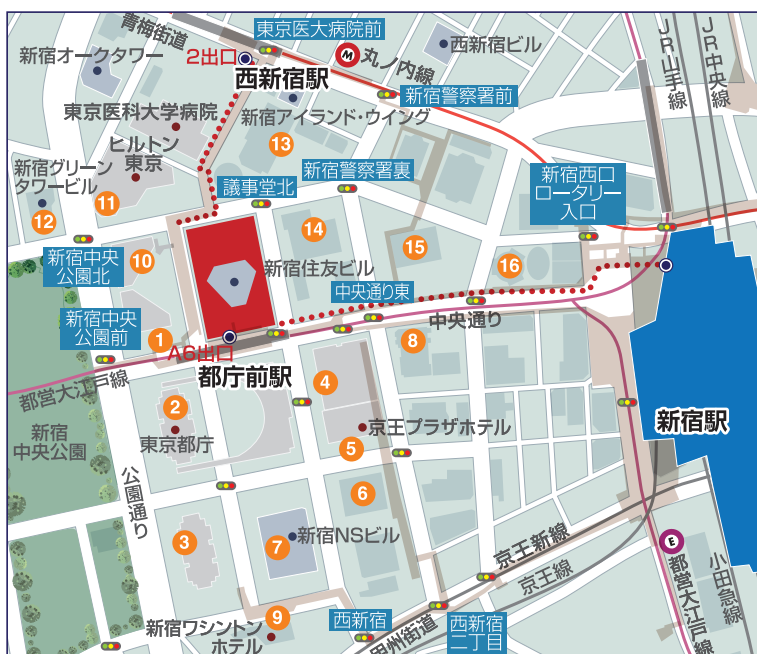 青梅街道
東京医大病院前
M
丸ノ内線
西新宿ビル
JR山手線
JR中央線
新宿オークタワー
2出口
西新宿駅
新宿警察署前
東京医科大学病院
新宿アイランド・ウイング
13
ヒルトン
東京
新宿グリーン
タワービル
11
12
議事堂北
新宿警察署裏
新宿西口
ロータリー
入口
14
15
16
10
新宿中央
公園北
新宿住友ビル
中央通り東
中央通り
新宿中央
公園前
1
A6出口
8
都営大江戸線
都庁前駅
4
2
東京都庁
京王プラザホテル
新宿駅
新宿
中央公園
5
公園通り
6
3
7
新宿NSビル
京王新線
京王線
E
都営大江戸線
小田急線
9
新宿ワシントン
ホテル
西新宿
甲州街道
西新宿
二丁目